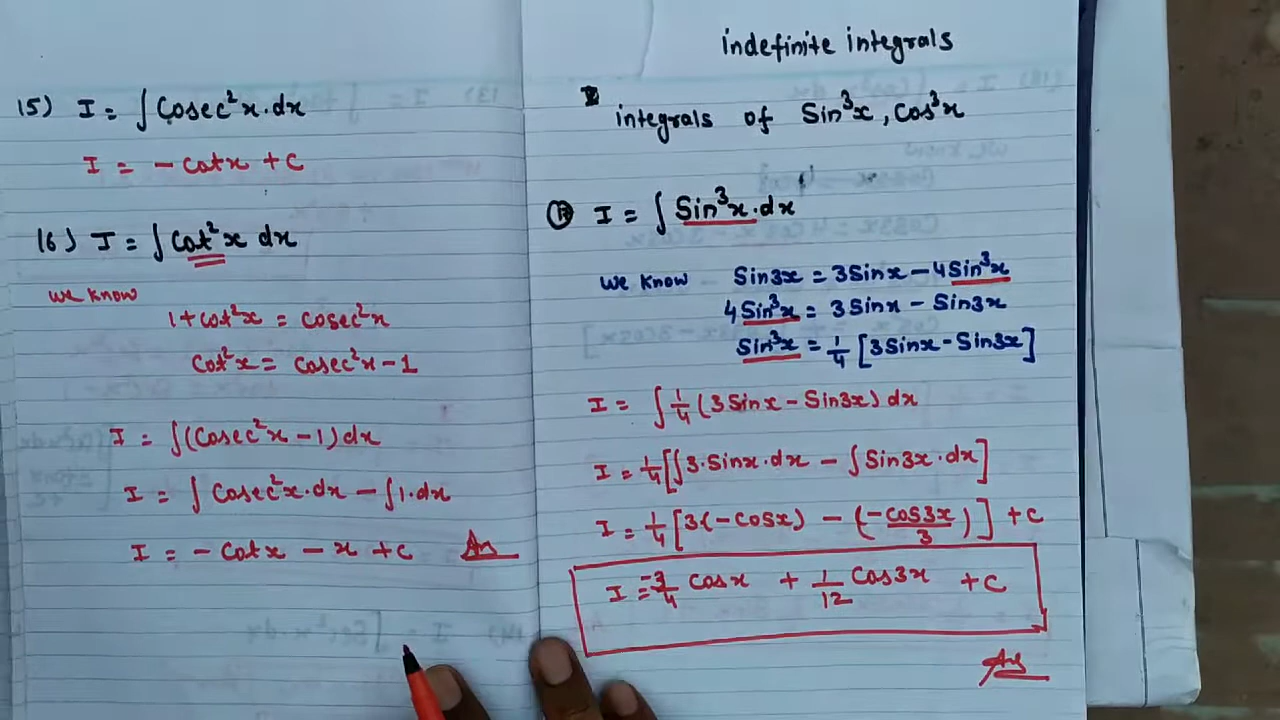 15) I = ∫ Cosec²x.dx
I = - Cotx + C
16) I = ∫ Cot²x dx
we know
1+cot²x = cosec²x
Cot²x = Cosec²x - 1
I = ∫(Cosec²x - 1)dx
I = ∫ Cosec²x.dx - ∫1.dx
I = - Cotx - x + C Ans
indefinite integrals
integrals of Sin³x, Cos³x
17 I = ∫ Sin³x.dx
We know Sin3x = 3Sinx - 4Sin³x
4Sin³x = 3Sinx - Sin3x
Sin³x = 1/4 [3Sinx - Sin3x]
I = ∫ 1/4 (3Sinx - Sin3x) dx
I = 1/4 [∫3.Sinx.dx - ∫Sin3x.dx]
I = 1/4 [3(-Cosx) - (-cos3x/3)] + C
I = -3/4 Cosx + 1/12 Cos3x + C
Ans